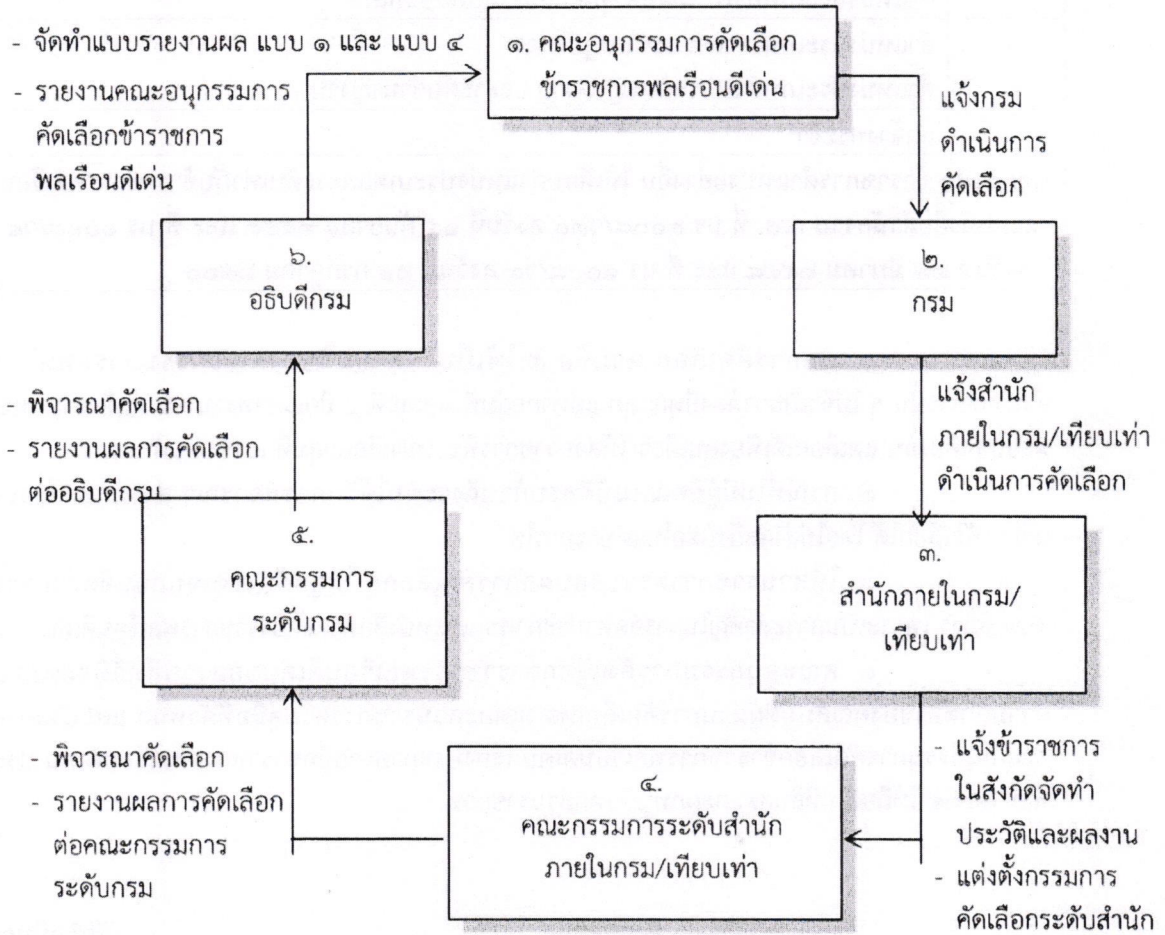 - จัดทำแบบรายงานผล แบบ ๑ และ แบบ ๔
- รายงานคณะอนุกรรมการ
คัดเลือกข้าราชการ
พลเรือนดีเด่น
๑. คณะอนุกรรมการคัดเลือก
ข้าราชการพลเรือนดีเด่น
แจ้งกรม
ดำเนินการ
คัดเลือก
๒.
กรม
แจ้งสำนัก
ภายในกรม/เทียบเท่า
ดำเนินการคัดเลือก
๓.
สำนักภายในกรม/
เทียบเท่า
- แจ้งข้าราชการ
ในสังกัดจัดทำ
ประวัติและผลงาน
- แต่งตั้งกรรมการ
คัดเลือกระดับสำนัก
๔.
คณะกรรมการระดับสำนัก
ภายในกรม/เทียบเท่า
- พิจารณาคัดเลือก
- รายงานผลการคัดเลือก
ต่อคณะกรรมการ
ระดับกรม
๕.
คณะกรรมการ
ระดับกรม
- พิจารณาคัดเลือก
- รายงานผลการคัดเลือก
ต่ออธิบดีกรม
๖.
อธิบดีกรม